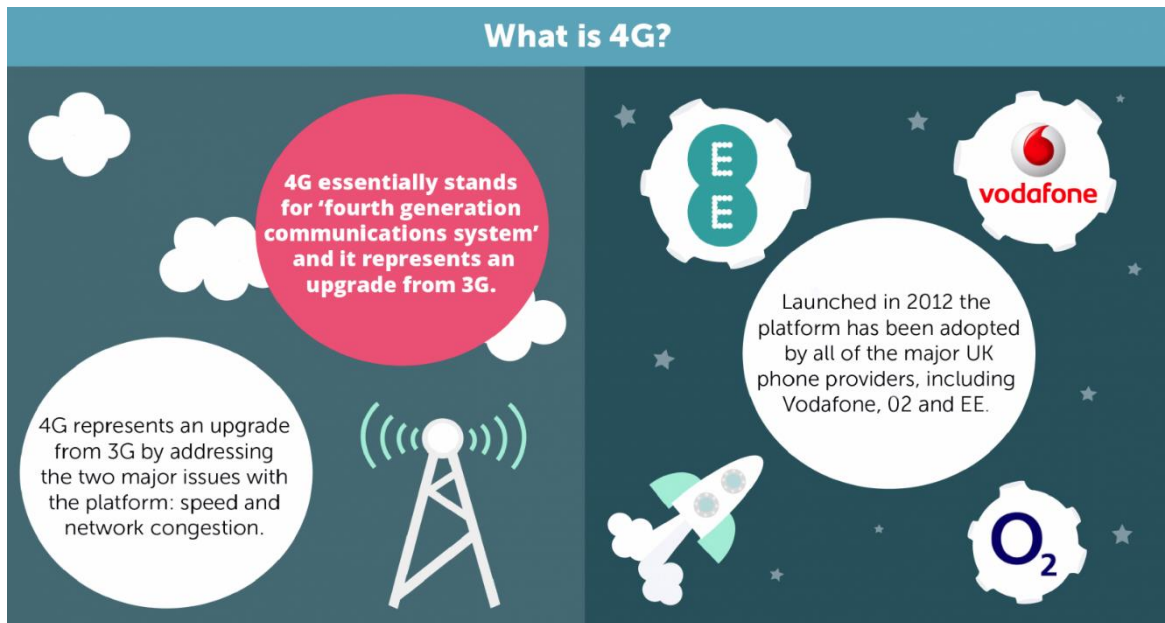 What is 4G?
4G essentially stands
for ‘fourth generation
communications system’
and it represents an
upgrade from 3G.
4G represents an upgrade
from 3G by addressing
the two major issues with
the platform: speed and
network congestion.
E
E
vodafone
Launched in 2012 the
platform has been adopted
by all of the major UK
phone providers, including
Vodafone, 02 and EE.
O2